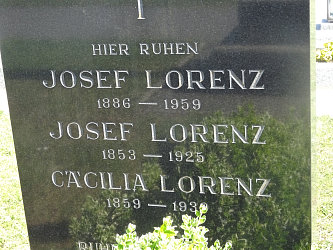 HIER RUHEN
JOSEF LORENZ
1886 — 1959
JOSEF LORENZ
1853 — 1925
CÄCILIA LORENZ
1859 —